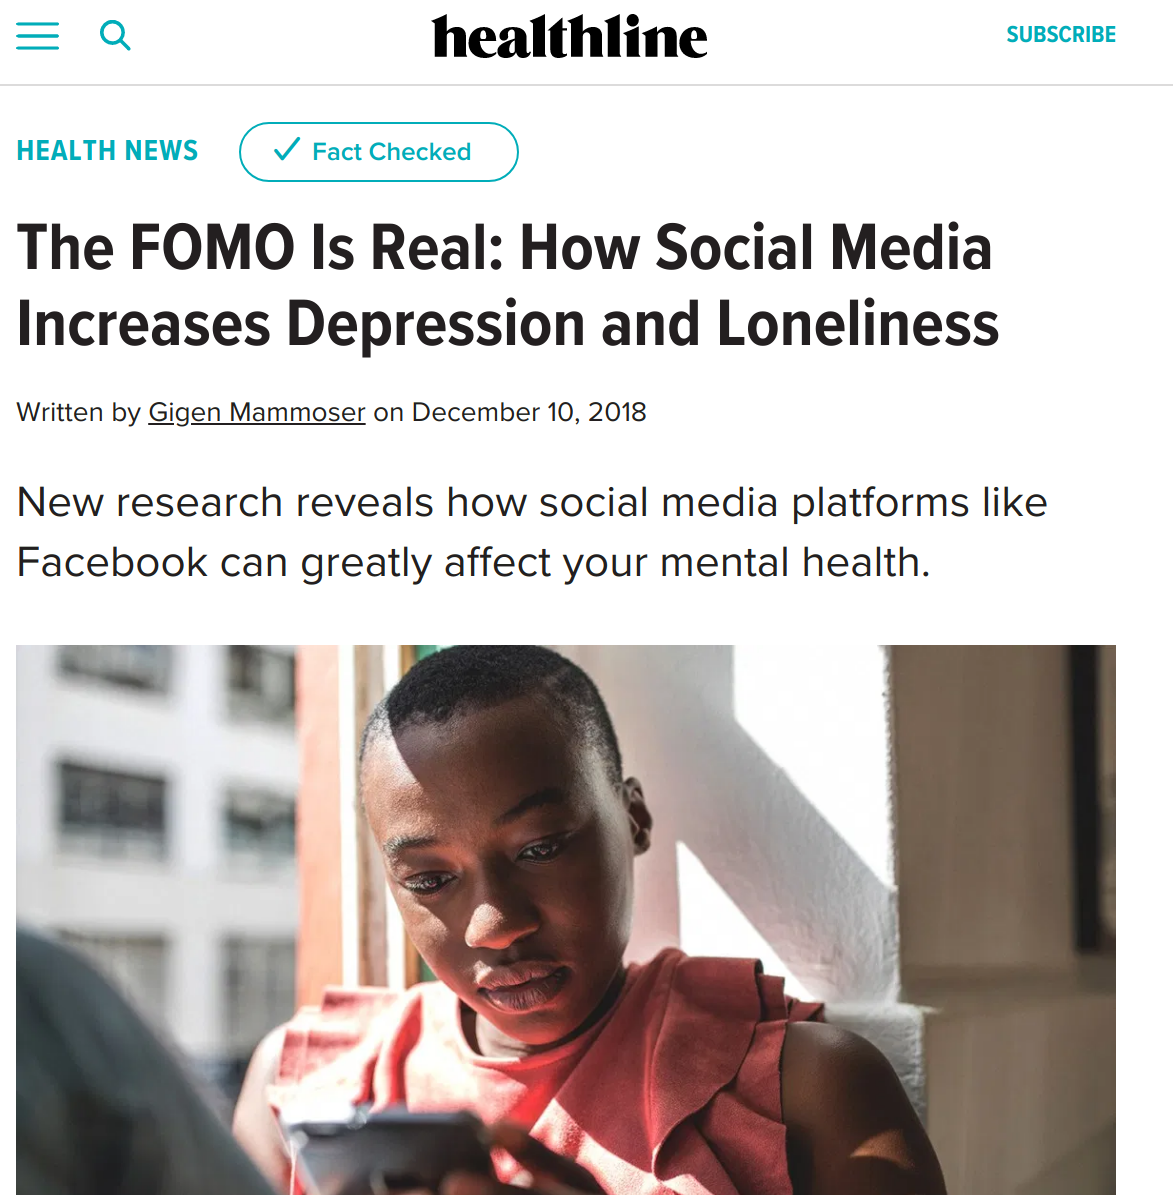 healthline
SUBSCRIBE
HEALTH NEWS
Fact Checked
The FOMO Is Real: How Social Media
Increases Depression and Loneliness
Written by Gigen Mammoser on December 10, 2018
New research reveals how social media platforms like
Facebook can greatly affect your mental health.